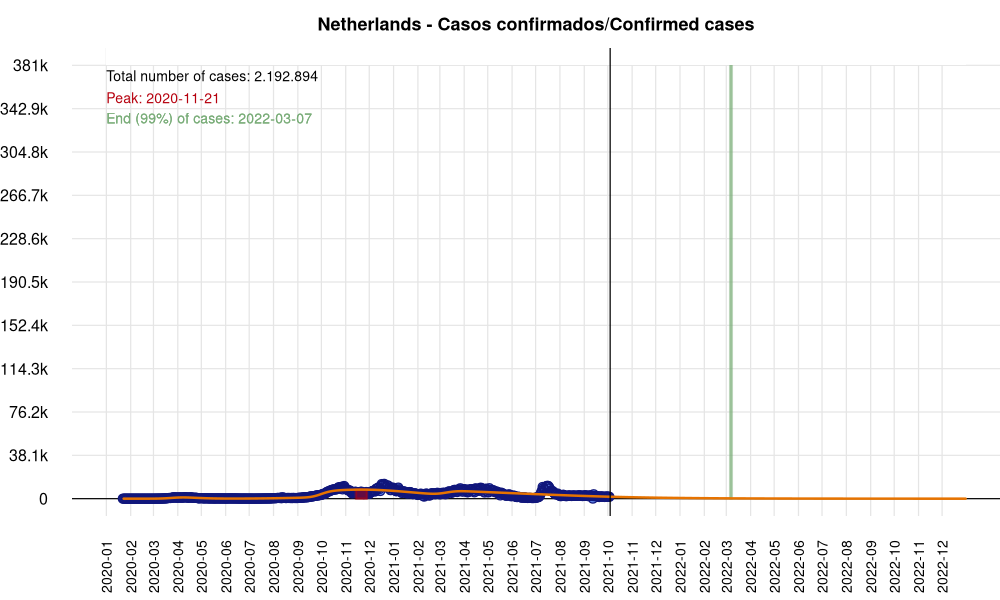 Netherlands - Casos confirmados/Confirmed cases
Total number of cases: 2.192.894
Peak: 2020-11-21
End (99%) of cases: 2022-03-07
381k
342.9k
304.8k
266.7k
228.6k
190.5k
152.4k
114.3k
76.2k
38.1k
0
2020-01
2020-02
2020-03
2020-04
2020-05
2020-06
2020-07
2020-08
2020-09
2020-10
2020-11
2020-12
2021-01
2021-02
2021-03
2021-04
2021-05
2021-06
2021-07
2021-08
2021-09
2021-10
2021-11
2021-12
2022-01
2022-02
2022-03
2022-04
2022-05
2022-06
2022-07
2022-08
2022-09
2022-10
2022-11
2022-12